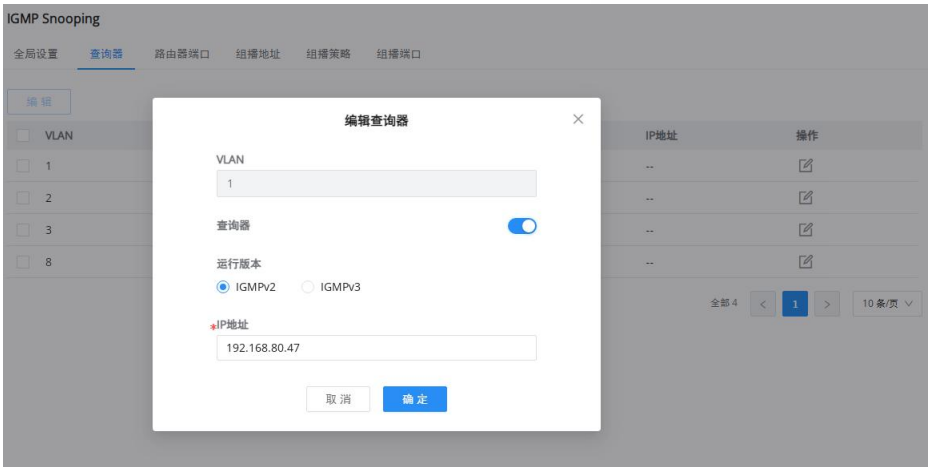 IGMP Snooping
全局设置 查询器 路由器端口 组播地址 组播策略 组播端口
编辑
编辑查询器
VLAN IP地址 操作
VLAN
1 --
1
2 --
查询器
3 --
运行版本
8 --
IGMPv2 IGMPv3
全部 4 < 1 > 10 条/页
*IP地址
192.168.80.47
取消 确定